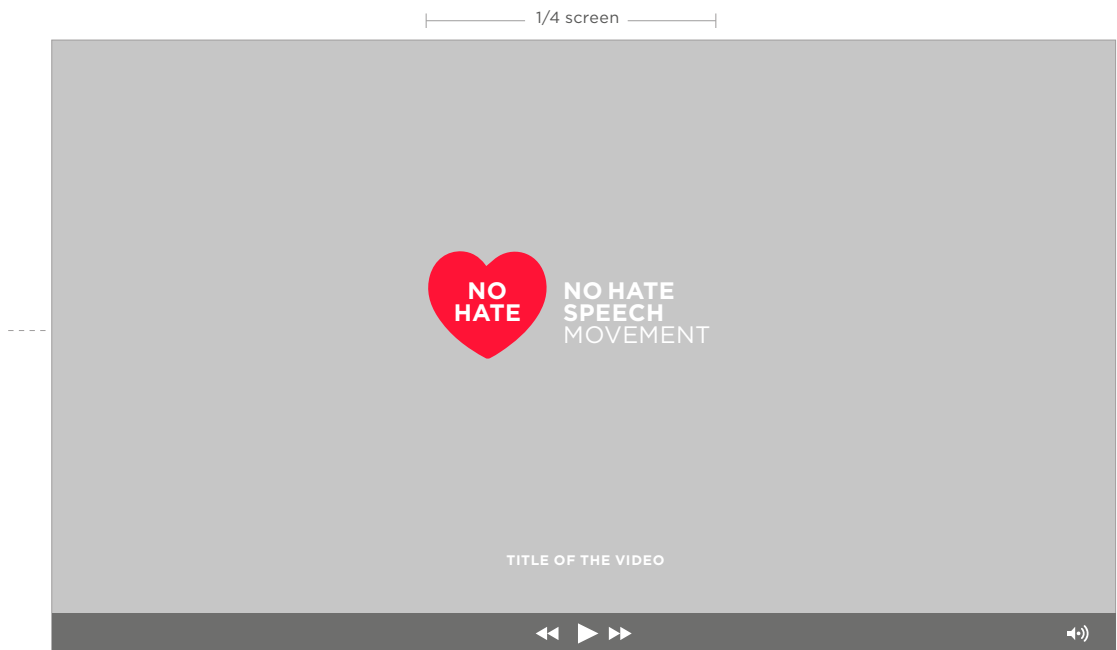 1/4 screen
NO
HATE
NO HATE
SPEECH
MOVEMENT
TITLE OF THE VIDEO